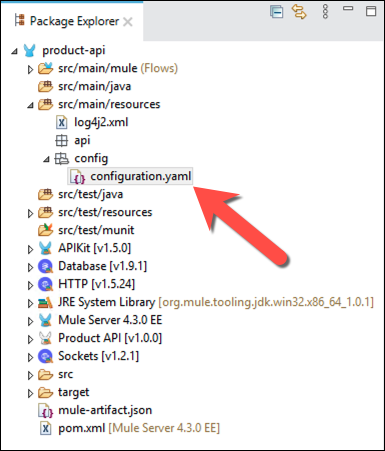 Package Explorer
product-api
src/main/mule (Flows)
src/main/java
src/main/resources
log4j2.xml
api
config
configuration.yaml
src/test/java
src/test/resources
src/test/munit
APIKit [v1.5.0]
Database [v1.9.1]
HTTP [v1.5.24]
JRE System Library [org.mule.tooling.jdk.win32.x86_64_1.0.1]
Mule Server 4.3.0 EE
Product API [v1.0.0]
Sockets [v1.2.1]
src
target
mule-artifact.json
pom.xml [Mule Server 4.3.0 EE]